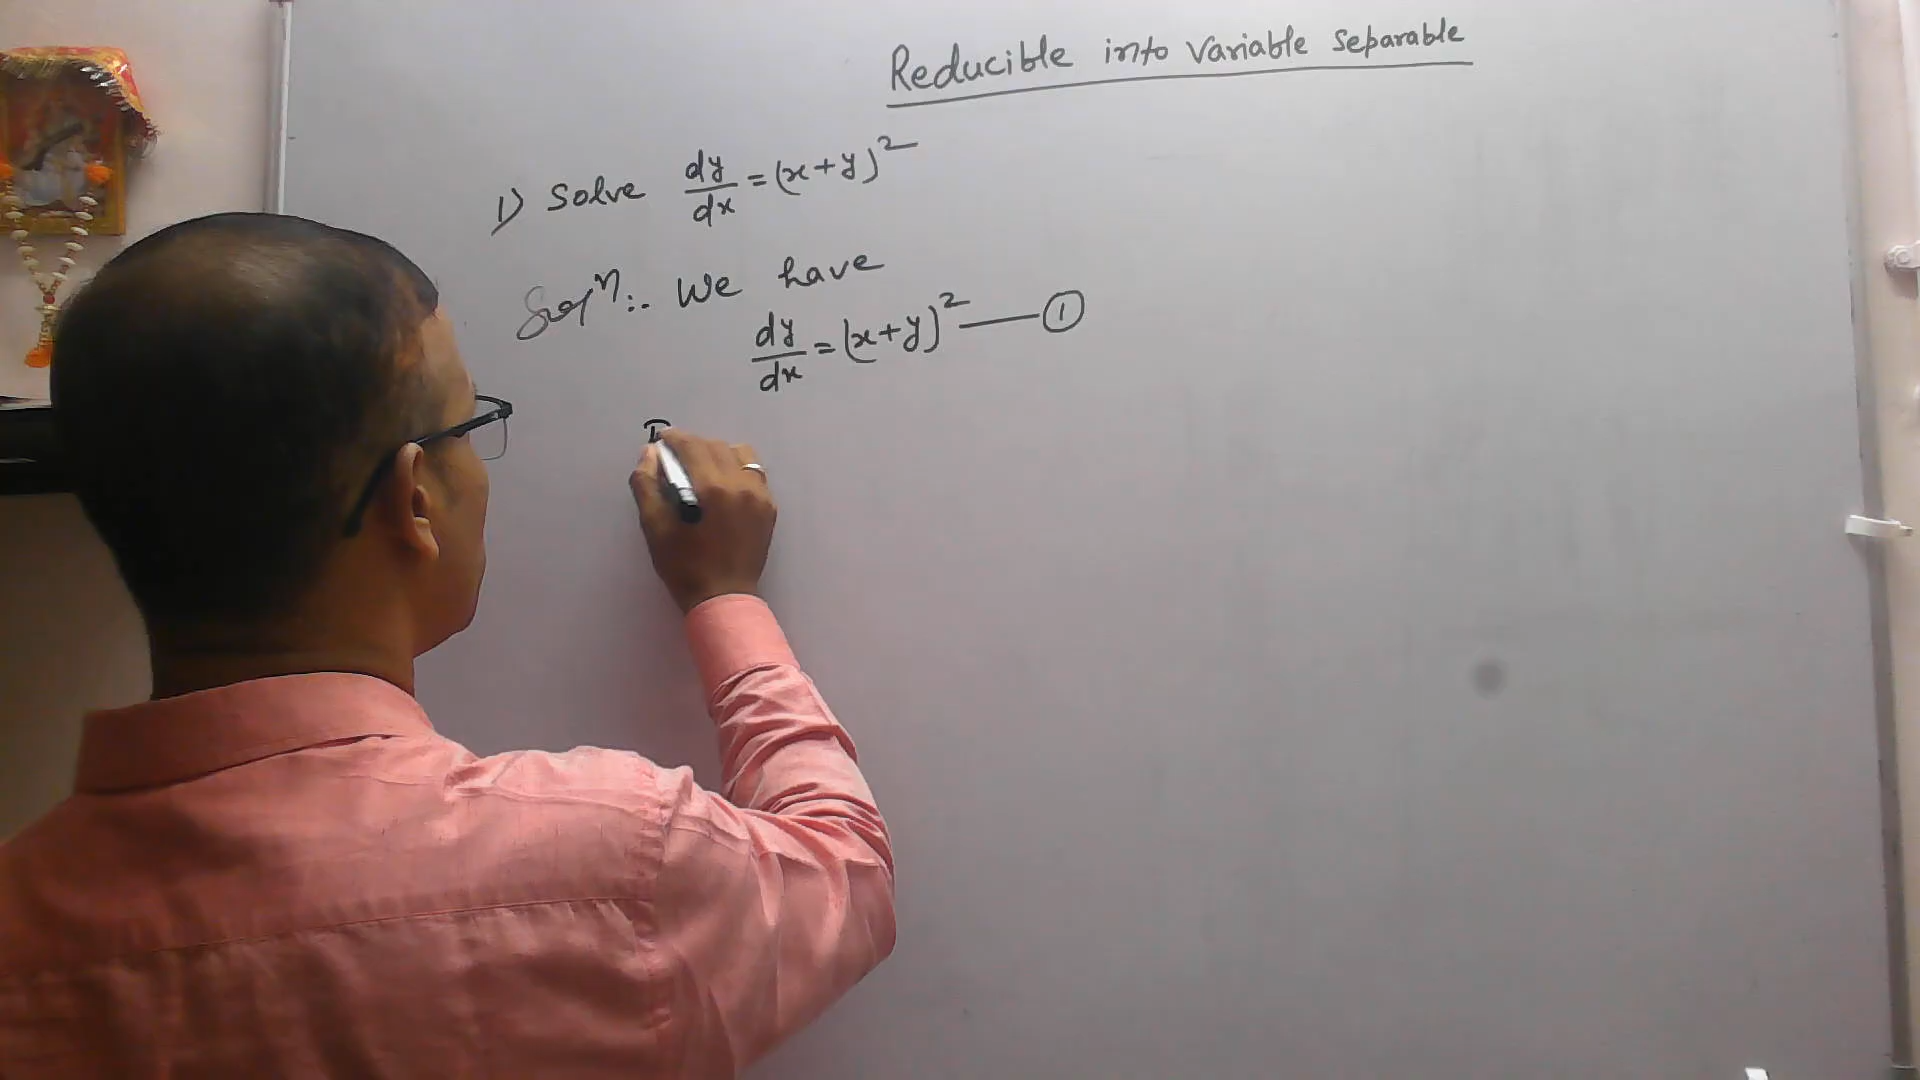 Reducible into Variable Separable
1) Solve dy/dx = (x+y)²
Solⁿ:- We have
dy/dx = (x+y)² —— ①